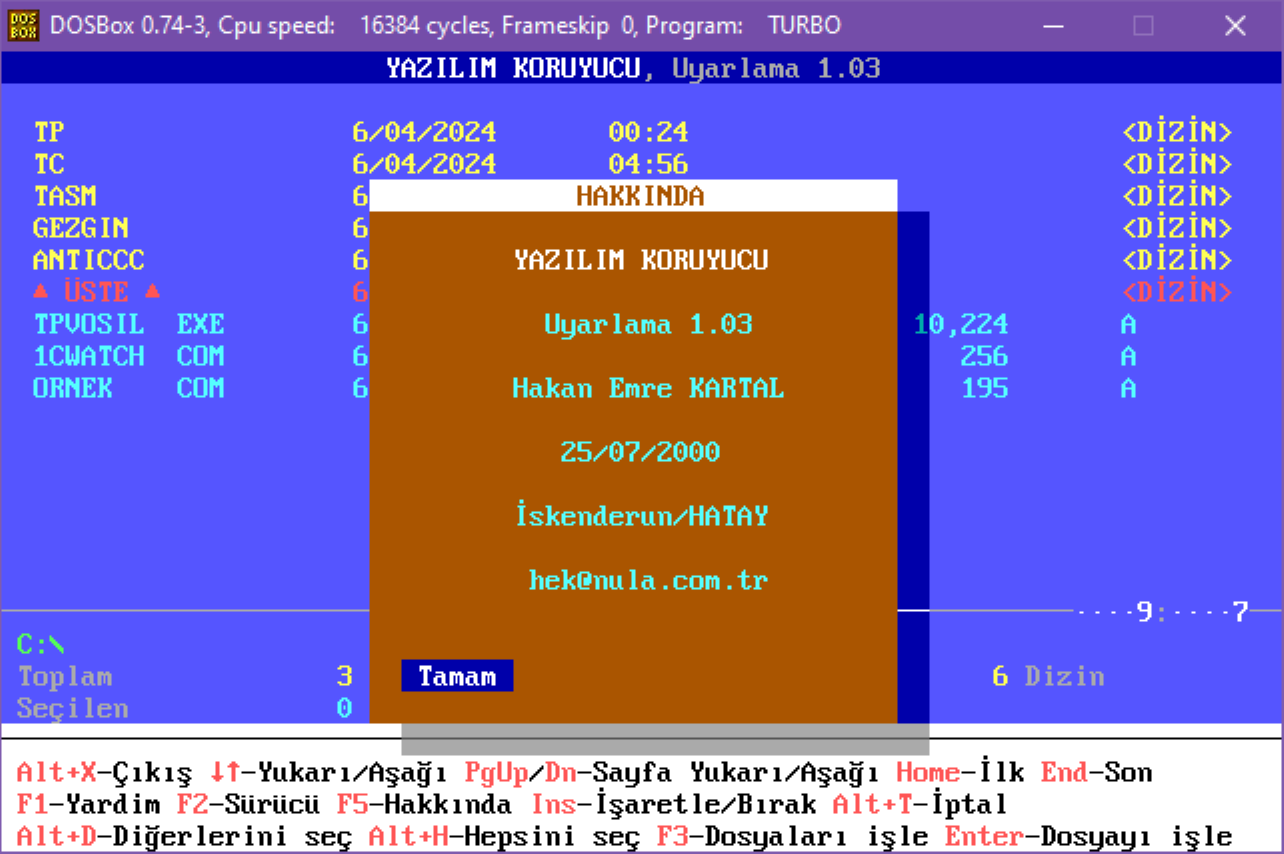 DOSBox 0.74-3, Cpu speed: 16384 cycles, Frameskip 0, Program: TURBO
YAZILIM KORUYUCU, Uyarlama 1.03
TP 6/04/2024 00:24 <DİZİN>
TC 6/04/2024 04:56 <DİZİN>
TASM 6 <DİZİN>
GEZGIN 6 <DİZİN>
ANTICCC 6 <DİZİN>
▲ ÜSTE ▲ 6 <DİZİN>
TPVOSIL EXE 6 10,224 A
1CWATCH COM 6 256 A
ORNEK COM 6 195 A
HAKKINDA
YAZILIM KORUYUCU
Uyarlama 1.03
Hakan Emre KARTAL
25/07/2000
İskenderun/HATAY
hek@nula.com.tr
Tamam
····9:····7
C:\
Toplam 3 6 Dizin
Seçilen 0
Alt+X-Çıkış ↓↑-Yukarı/Aşağı PgUp/Dn-Sayfa Yukarı/Aşağı Home-İlk End-Son
F1-Yardim F2-Sürücü F5-Hakkında Ins-İşaretle/Bırak Alt+T-İptal
Alt+D-Diğerlerini seç Alt+H-Hepsini seç F3-Dosyaları işle Enter-Dosyayı işle